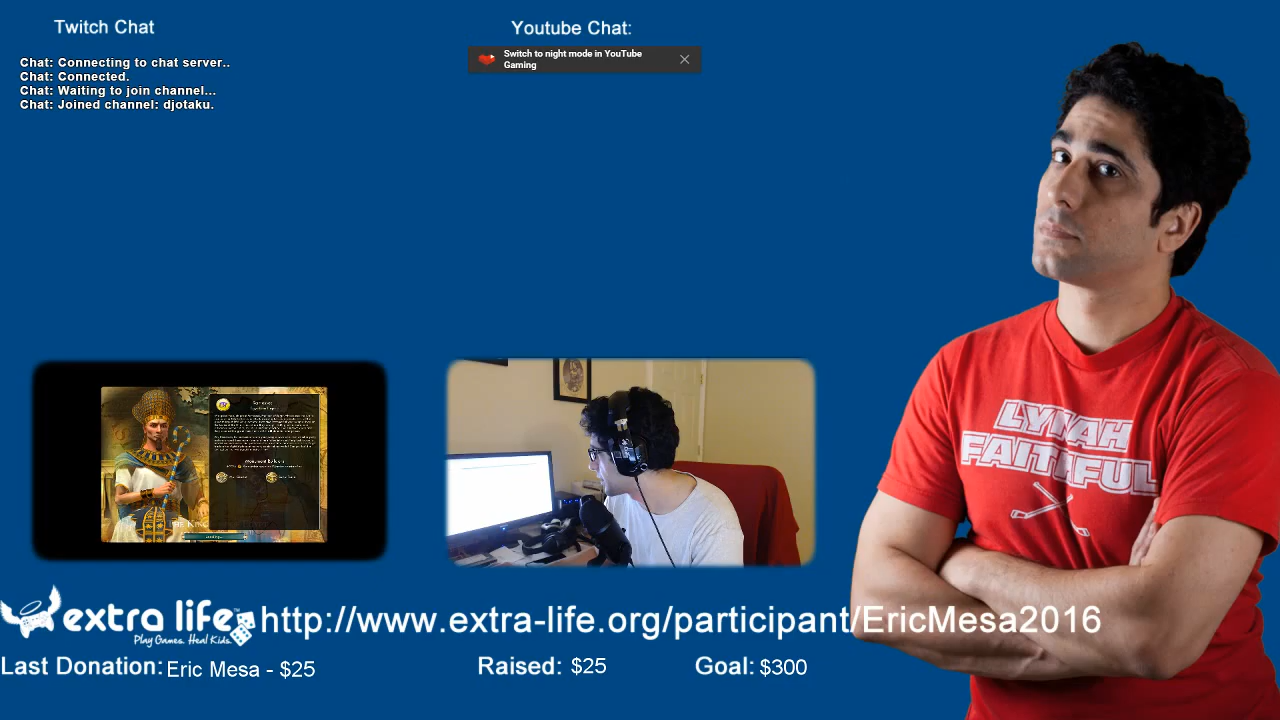 Twitch Chat
Youtube Chat:
Chat: Connecting to chat server..
Chat: Connected.
Chat: Waiting to join channel...
Chat: Joined channel: djotaku.
Switch to night mode in YouTube
Gaming
LYNAH
FAITHFUL
extra life
Play Games. Heal Kids.
http://www.extra-life.org/participant/EricMesa2016
Last Donation: Eric Mesa - $25
Raised: $25
Goal: $300